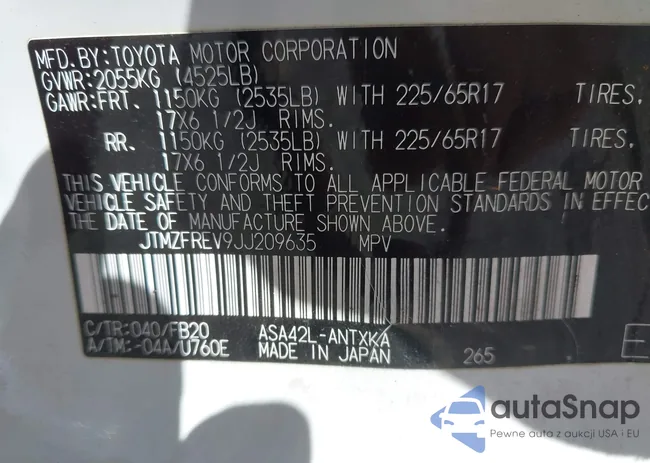 MFD.BY:TOYOTA MOTOR CORPORATION
GVWR:2055KG (4525LB)
GAWR:FRT. 1150KG (2535LB) WITH 225/65R17 TIRES,
17X6 1/2J RIMS.
RR. 1150KG (2535LB) WITH 225/65R17 TIRES,
17X6 1/2J RIMS.
THIS VEHICLE CONFORMS TO ALL APPLICABLE FEDERAL MOTOR
VEHICLE SAFETY AND THEFT PREVENTION STANDARDS IN EFFEC
THE DATE OF MANUFACTURE SHOWN ABOVE.
JTMZFREV9JJ209635 MPV
C/TR:040/FB20 ASA42L-ANTXKA
A/TM:-04A/U760E MADE IN JAPAN 265 E
autaSnap
Pewne auta z aukcji USA i EU